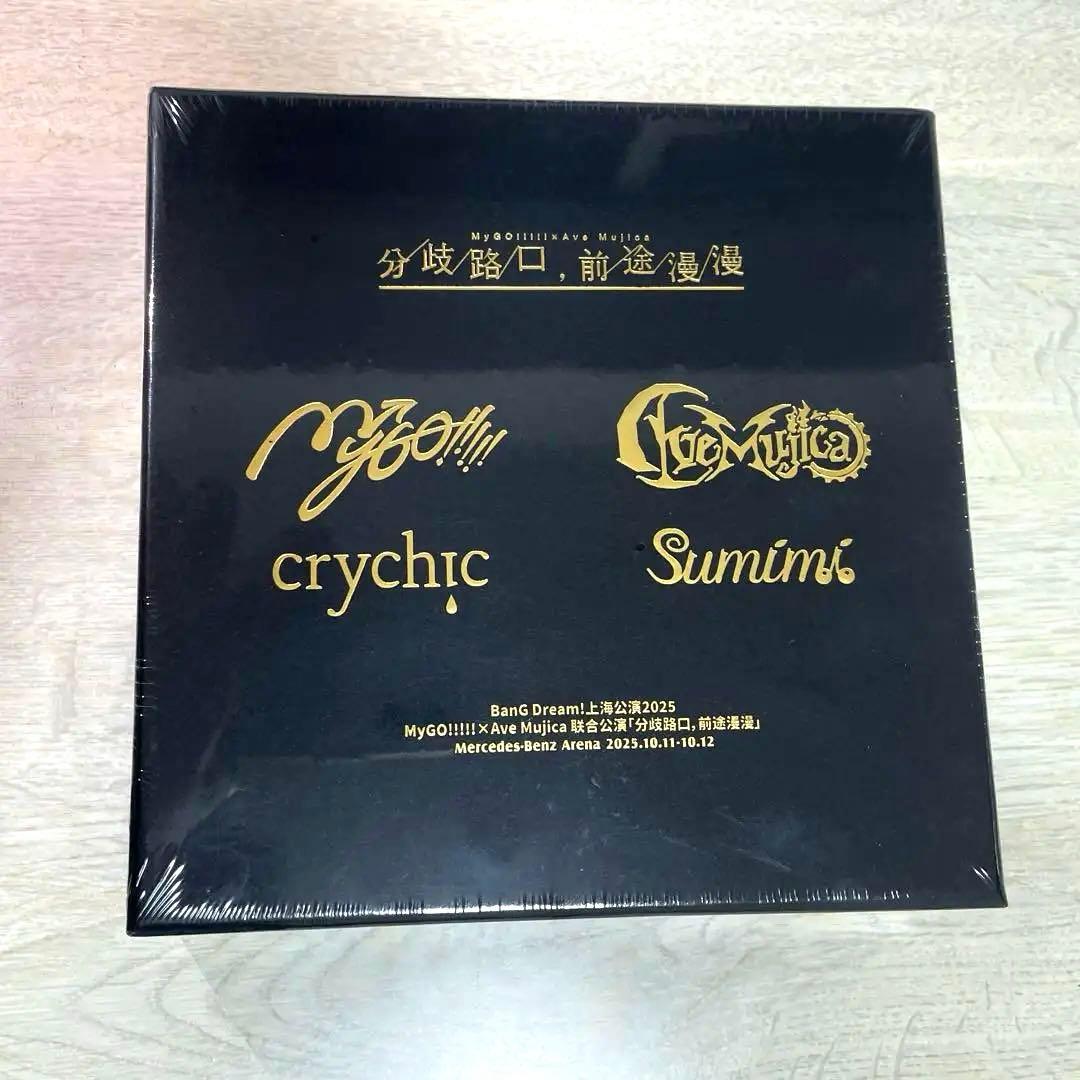 MyGO!!!!!×Ave Mujica
分歧路口,前途漫漫
MyGO!!!!!
Ave Mujica
crychic
Sumimi
BanG Dream!上海公演2025
MyGO!!!!!×Ave Mujica 联合公演「分歧路口,前途漫漫」
Mercedes-Benz Arena 2025.10.11-10.12